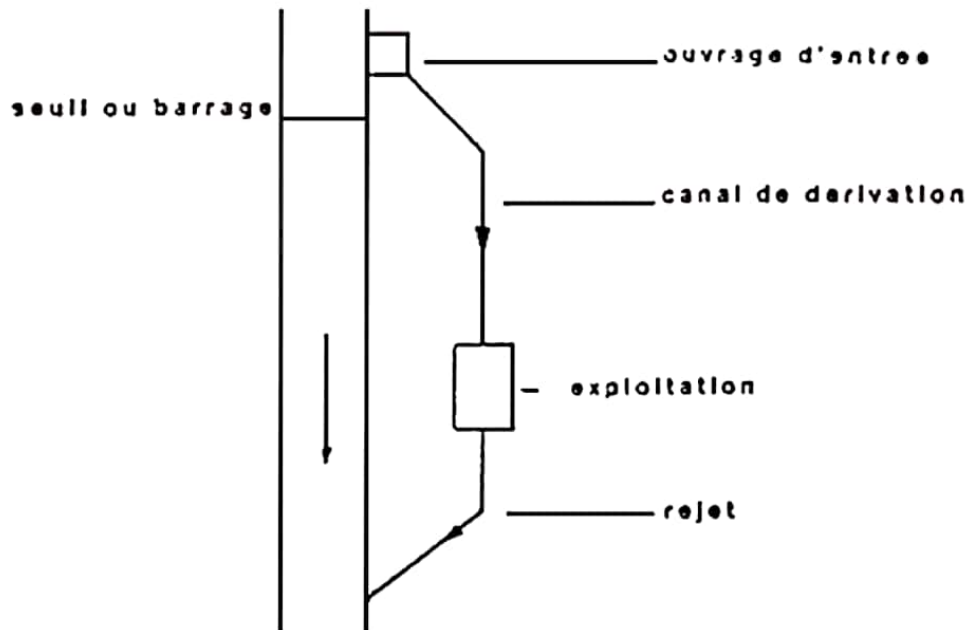 ouvrage d'entree
seuil ou barrage
canal de derivation
exploitation
rejet